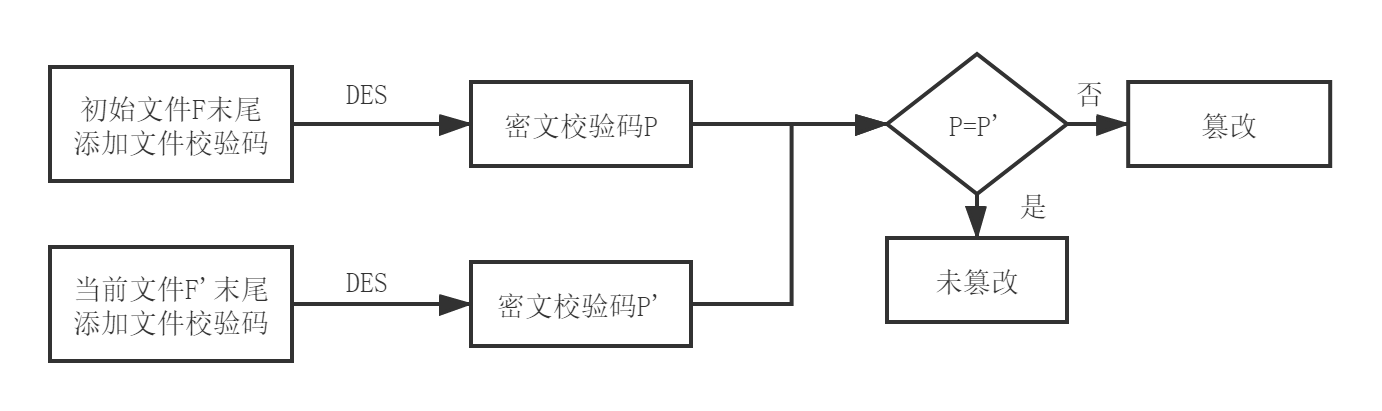 初始文件F末尾
添加文件校验码
DES
密文校验码P
P=P'
否
篡改
是
未篡改
当前文件F'末尾
添加文件校验码
DES
密文校验码P'